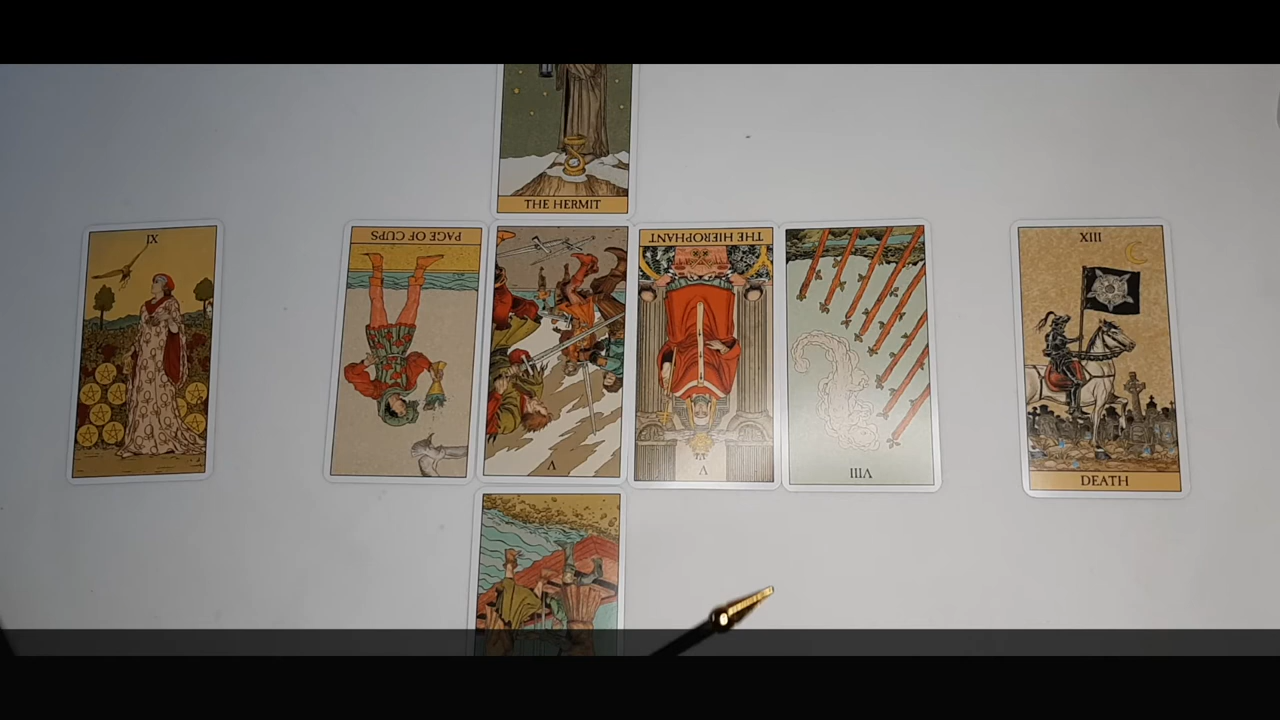 THE HERMIT
IX
PAGE OF CUPS
THE HIEROPHANT
XIII
V
V
VIII
DEATH